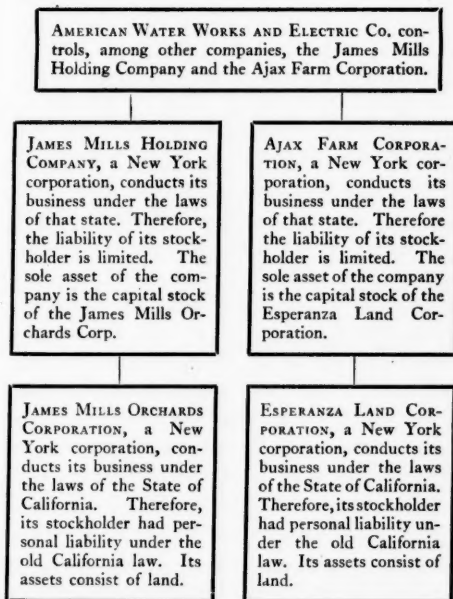 AMERICAN WATER WORKS AND ELECTRIC CO. con-
trols, among other companies, the James Mills
Holding Company and the Ajax Farm Corporation.
JAMES MILLS HOLDING
COMPANY, a New York
corporation, conducts its
business under the laws
of that state. Therefore,
the liability of its stock-
holder is limited. The
sole asset of the com-
pany is the capital stock
of the James Mills Or-
chards Corp.
AJAX FARM CORPORA-
TION, a New York cor-
poration, conducts its
business under the laws
of that state. Therefore
the liability of its stock-
holder is limited. The
sole asset of the company
is the capital stock of the
Esperanza Land Cor-
poration.
JAMES MILLS ORCHARDS
CORPORATION, a New
York corporation, con-
ducts its business under
the laws of the State of
California. Therefore,
its stockholder had per-
sonal liability under the
old California law. Its
assets consist of land.
ESPERANZA LAND COR-
PORATION, a New York
corporation, conducts its
business under the laws
of the State of California.
Therefore, its stockholder
had personal liability un-
der the old California
law. Its assets consist of
land.